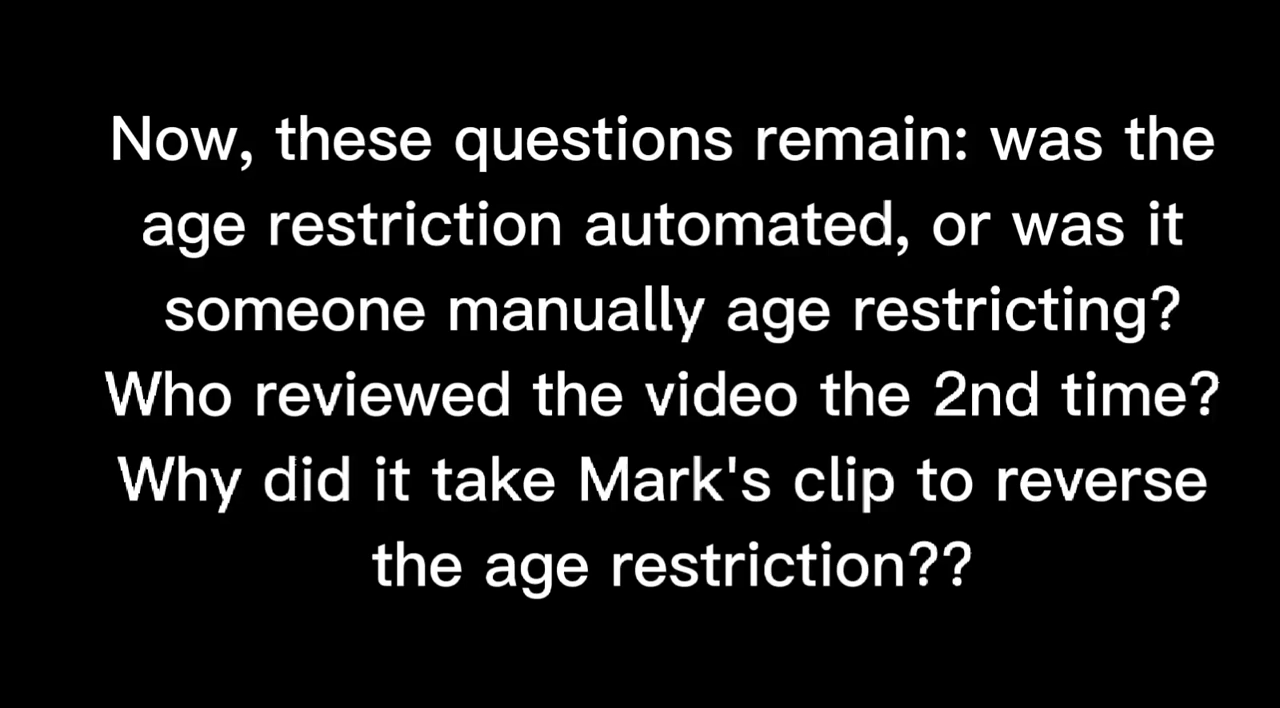 Now, these questions remain: was the
age restriction automated, or was it
someone manually age restricting?
Who reviewed the video the 2nd time?
Why did it take Mark's clip to reverse
the age restriction??